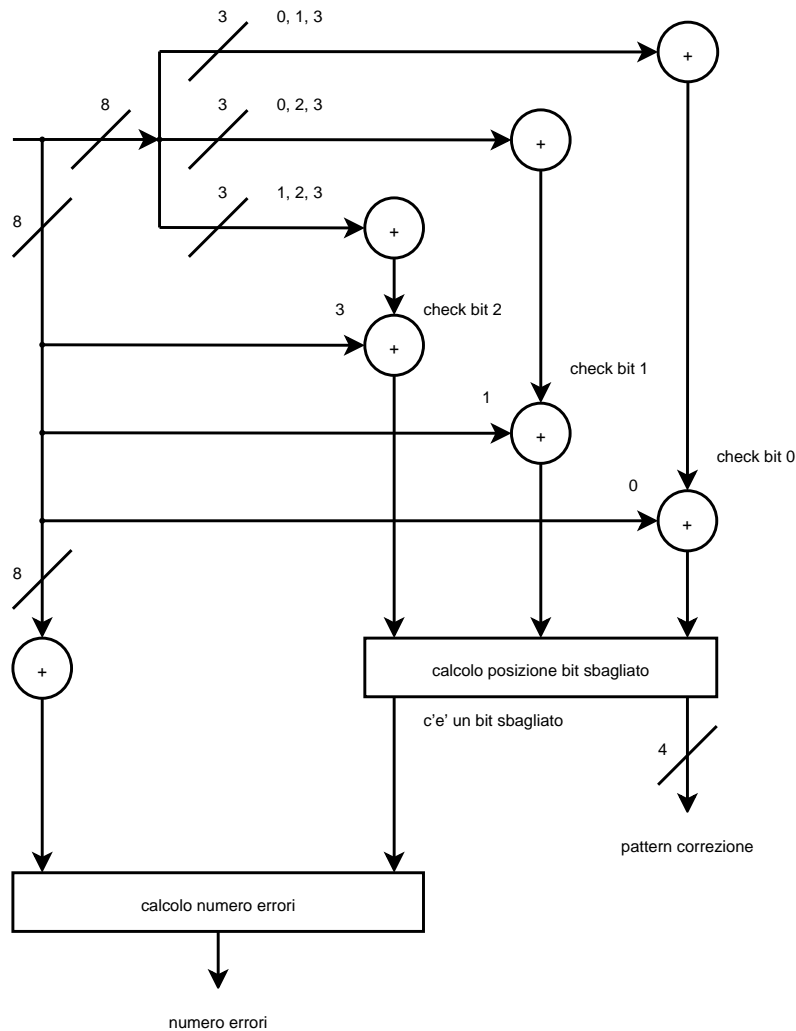 3 0, 1, 3
+
8 3 0, 2, 3
+
3 1, 2, 3
8
+
3 check bit 2
+
check bit 1
1
+
check bit 0
0
+
8
+
calcolo posizione bit sbagliato
c'e' un bit sbagliato
4
pattern correzione
calcolo numero errori
numero errori